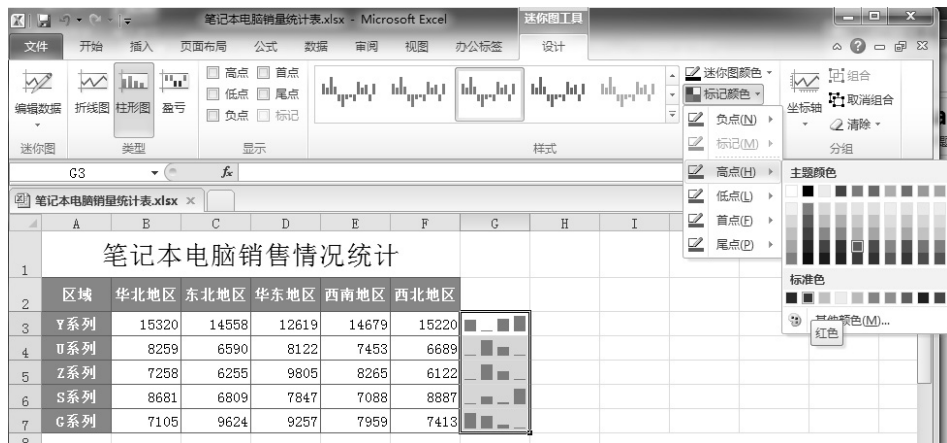 笔记本电脑销量统计表.xlsx - Microsoft Excel
迷你图工具
文件 开始 插入 页面布局 公式 数据 审阅 视图 办公标签 设计
编辑数据 折线图 柱形图 盈亏
高点 首点
低点 尾点
负点 标记
迷你图颜色
标记颜色
坐标轴
组合
取消组合
清除
迷你图 类型 显示 样式 分组
负点(N)
标记(M)
高点(H)
低点(L)
首点(F)
尾点(P)
主题颜色
标准色
其他颜色(M)...
红色
G3 fx
笔记本电脑销量统计表.xlsx
A B C D E F G H I
1 笔记本电脑销售情况统计
2 区域 华北地区 东北地区 华东地区 西南地区 西北地区
3 Y系列 15320 14558 12619 14679 15220
4 U系列 8259 6590 8122 7453 6689
5 Z系列 7258 6255 9805 8265 6122
6 S系列 8681 6809 7847 7088 8887
7 G系列 7105 9624 9257 7959 7413